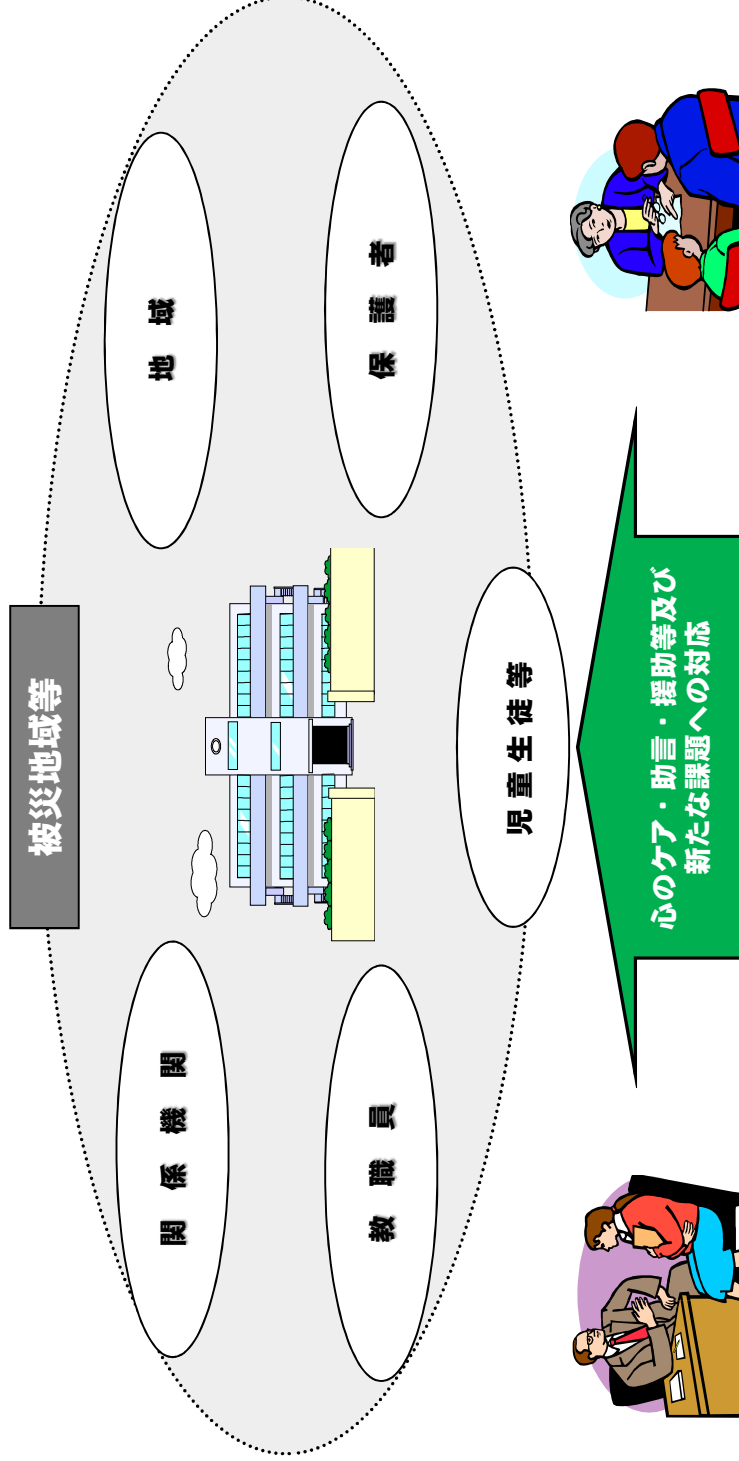 被災地域等
関係機関
地域
教職員
保護者
児童生徒等
心のケア・助言・援助等及び
新たな課題への対応